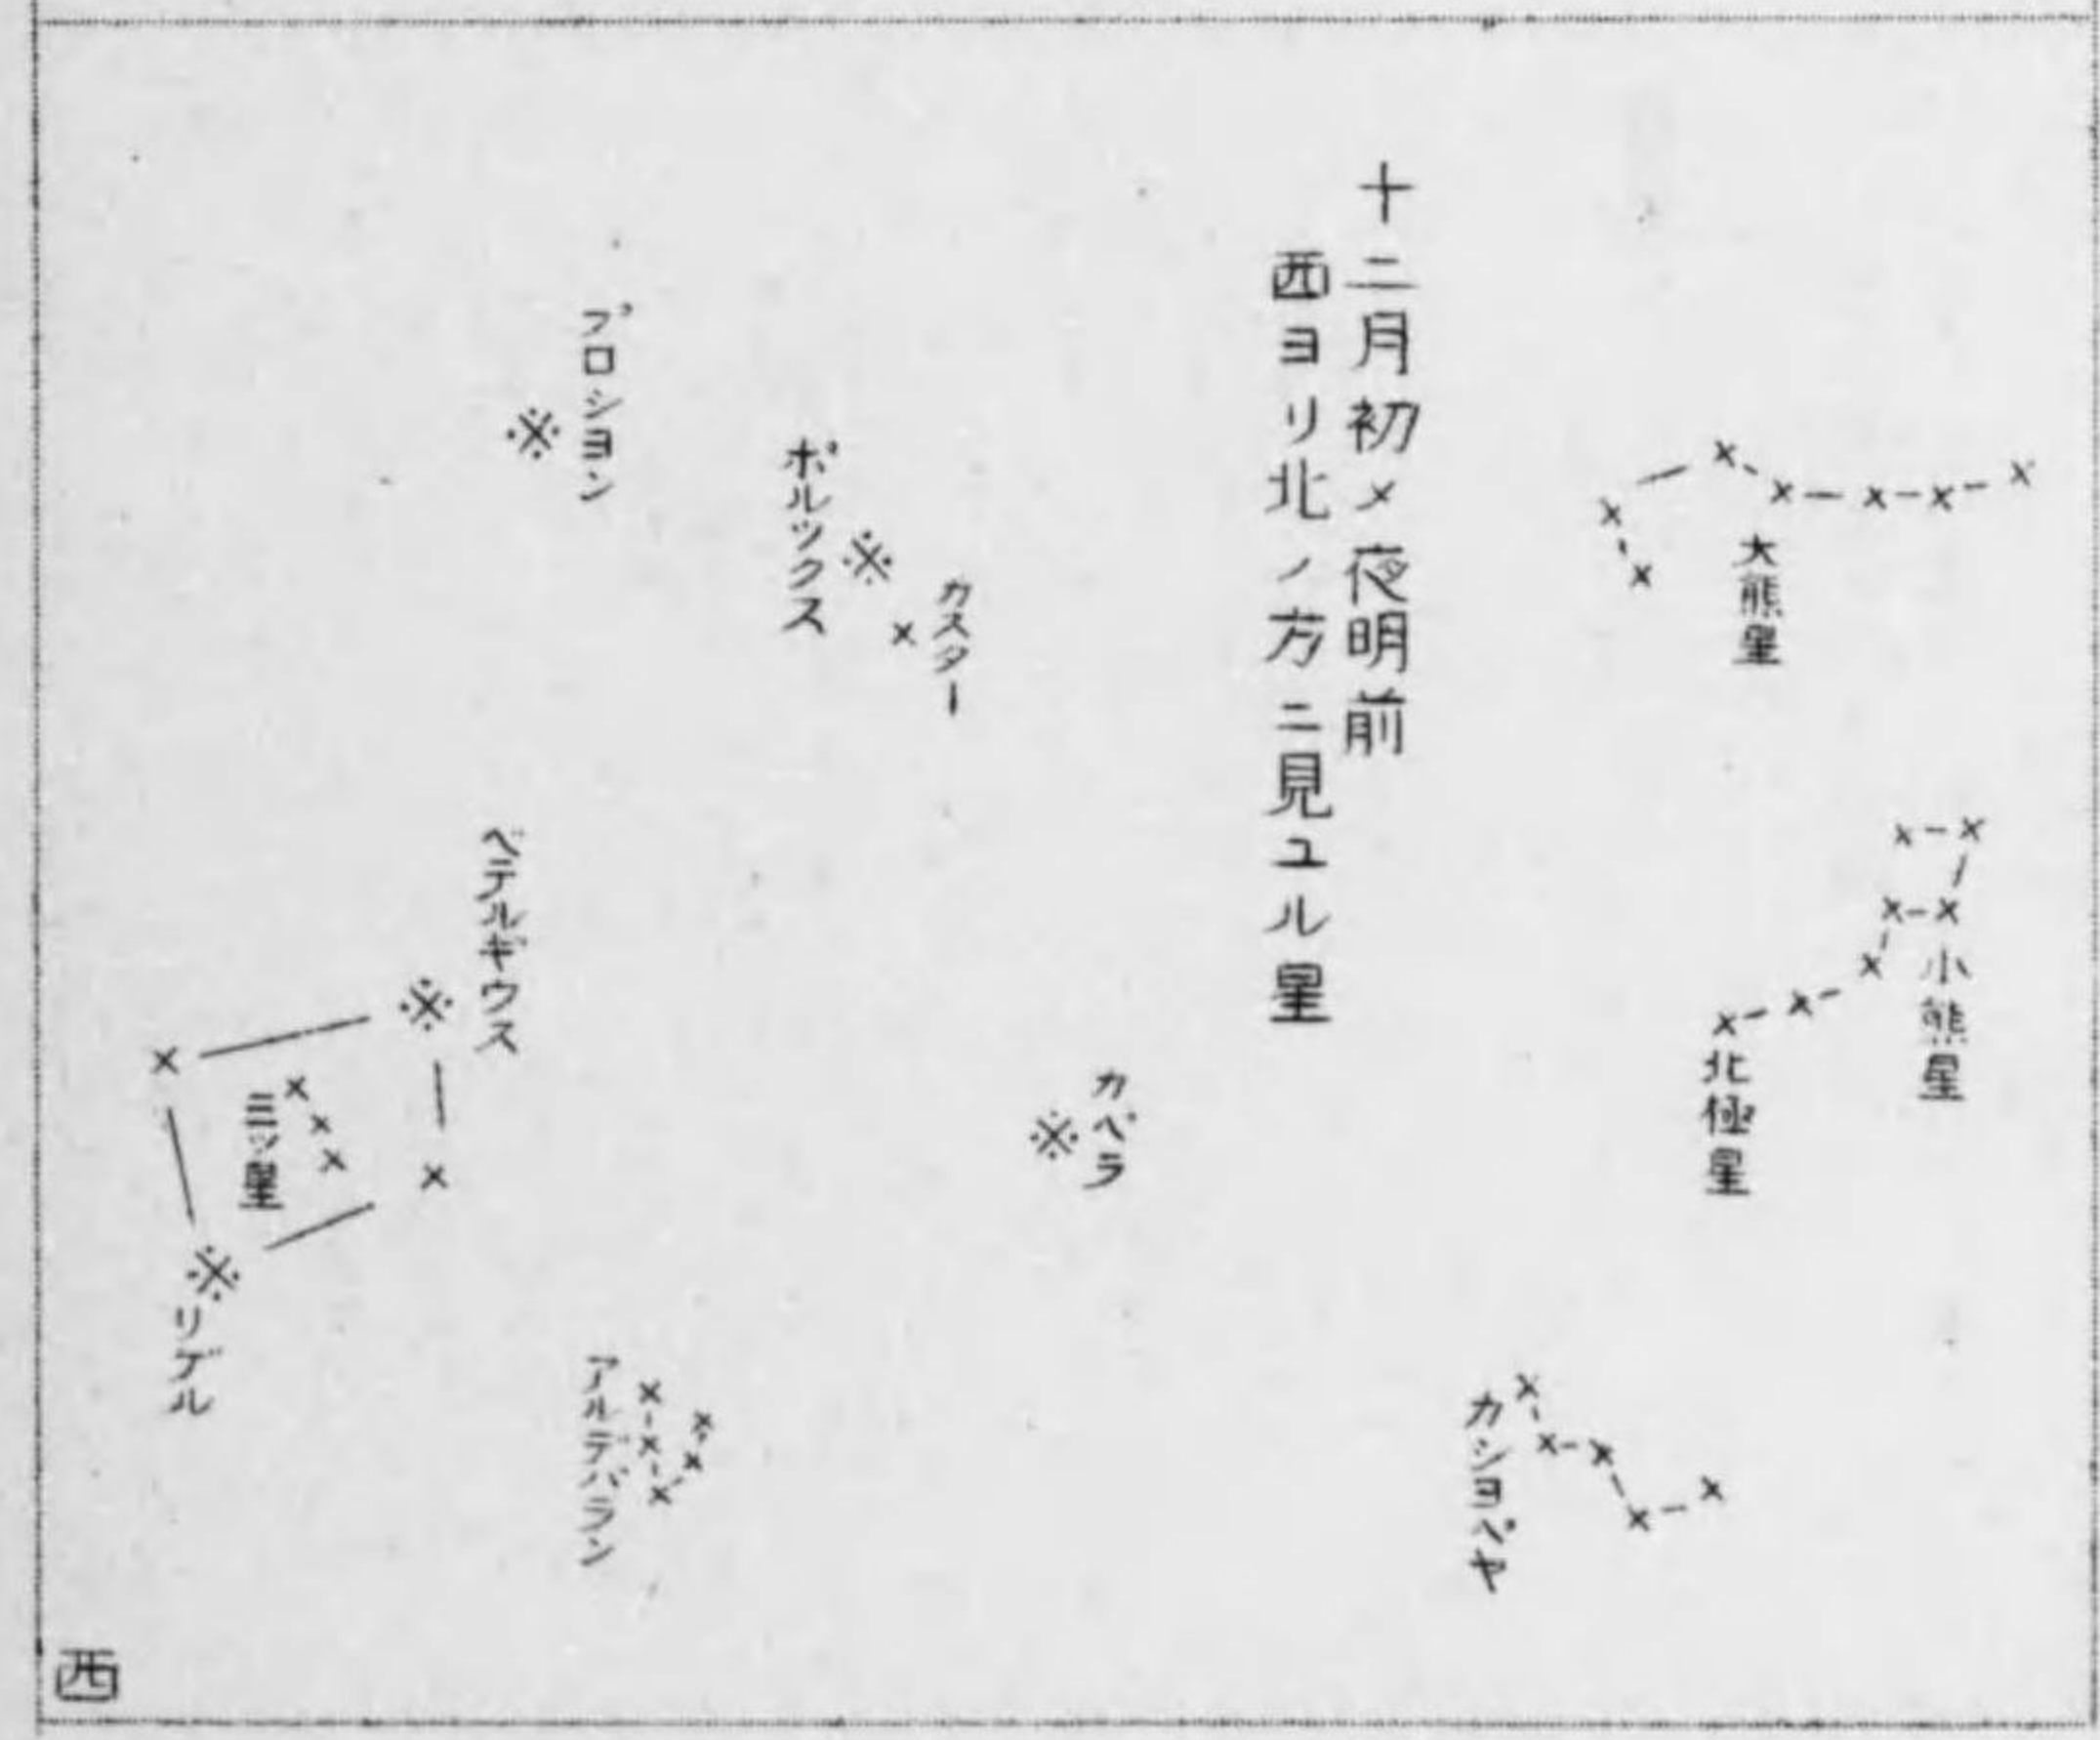 十二月初メ夜明前
西ヨリ北ノ方ニ見ユル星
大熊星
小熊星
北極星
カシヨペヤ
カペラ
カスター
ポルックス
プロシヨン
ベテルギウス
三ツ星
リゲル
アルデバラン
西